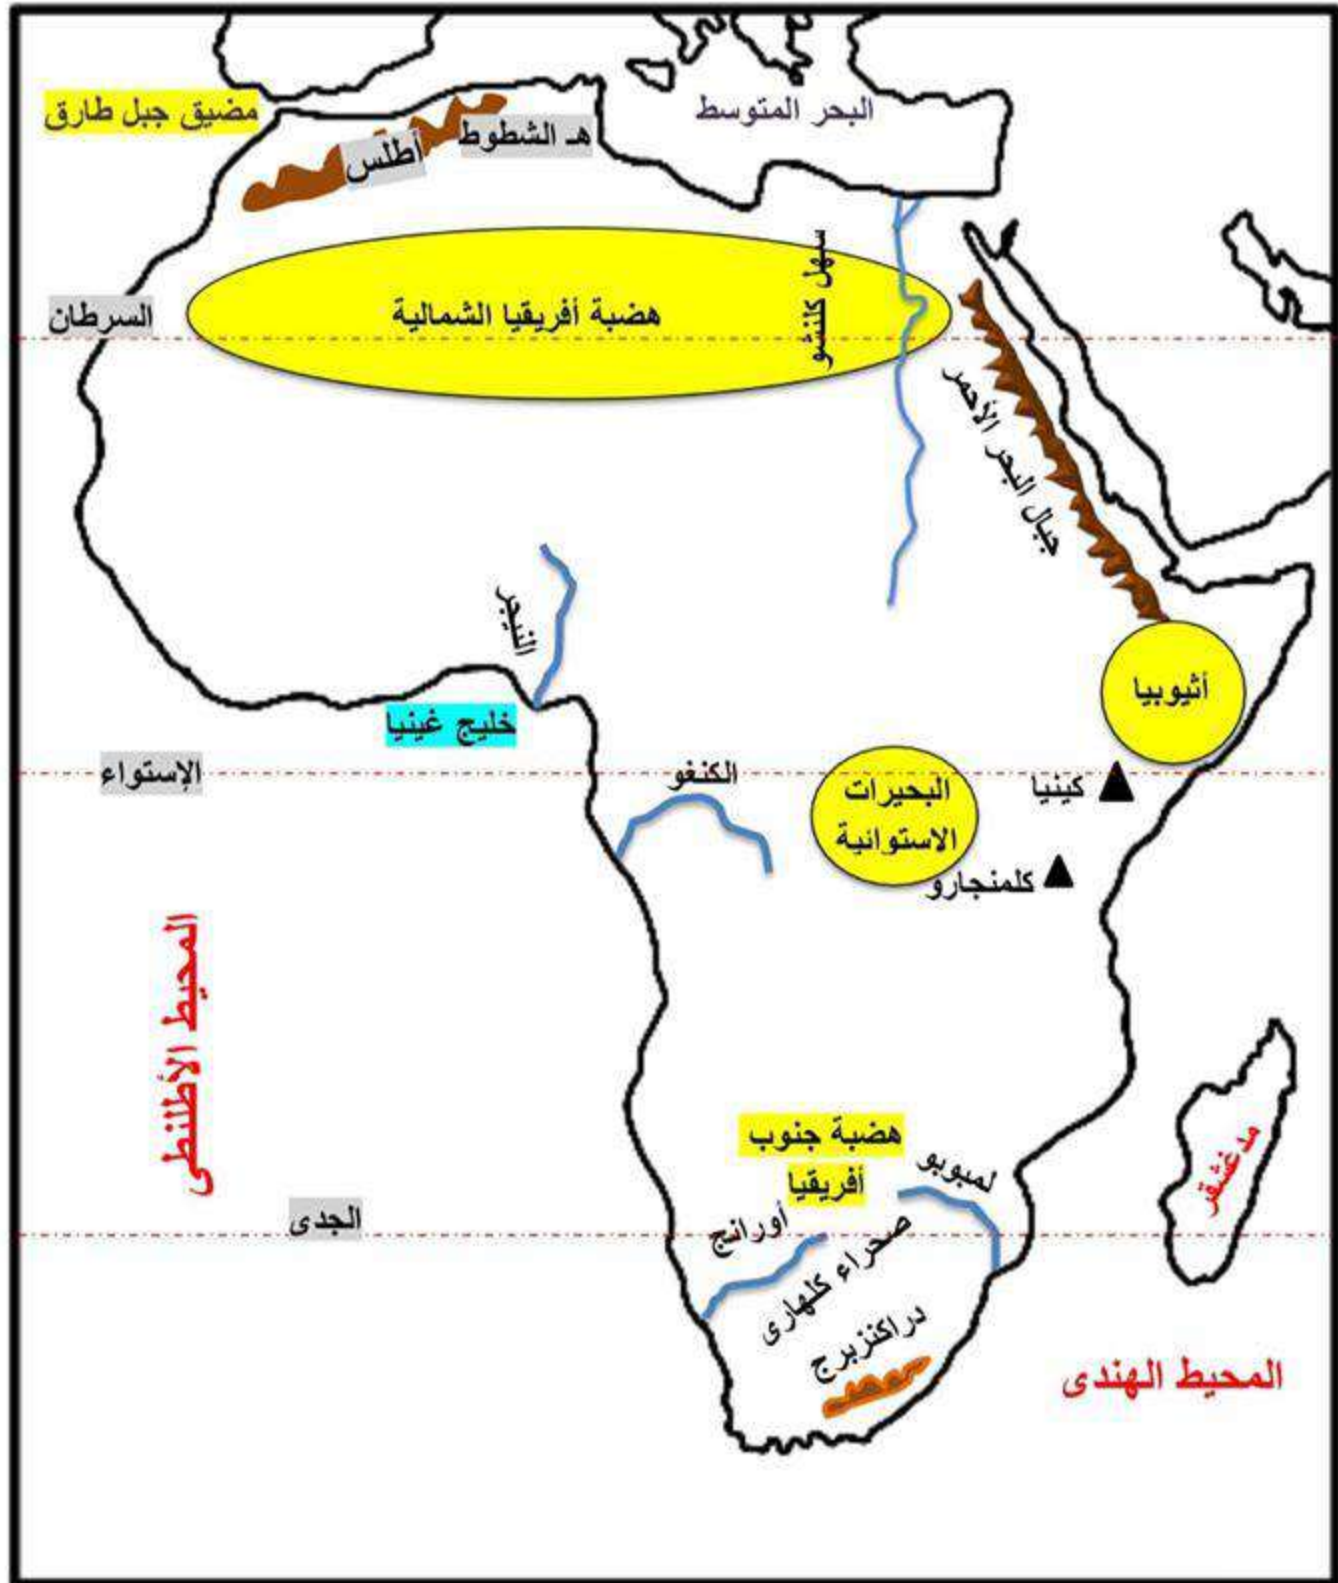 البحر المتوسط
مضيق جبل طارق
هـ الشطوط
أطلس
سهل كلنشو
هضبة أفريقيا الشمالية
السرطان
جبال البحر الأحمر
النيجر
أثيوبيا
خليج غينيا
الإستواء
الكنغو
البحيرات
الاستوائية
كينيا
كلمنجارو
المحيط الأطلنطى
هضبة جنوب
أفريقيا
لمبوبو
مدغشقر
الجدى
أورانج
صحراء كلهارى
دراكنزبرج
المحيط الهندى